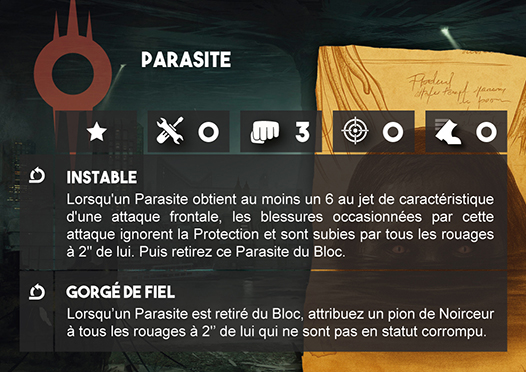 PARASITE
0 3 0 0
INSTABLE
Lorsqu'un Parasite obtient au moins un 6 au jet de caractéristique
d'une attaque frontale, les blessures occasionnées par cette
attaque ignorent la Protection et sont subies par tous les rouages
à 2" de lui. Puis retirez ce Parasite du Bloc.
GORGÉ DE FIEL
Lorsqu'un Parasite est retiré du Bloc, attribuez un pion de Noirceur
à tous les rouages à 2'' de lui qui ne sont pas en statut corrompu.